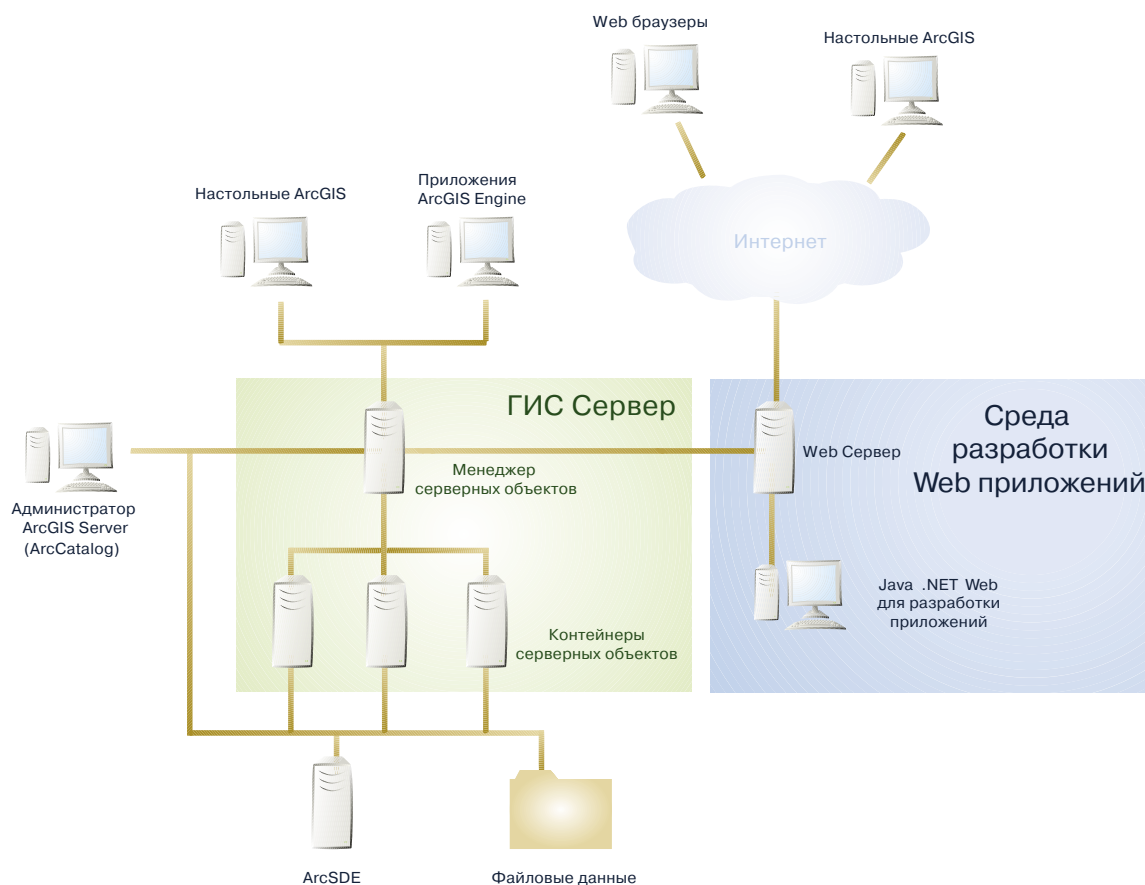 Web браузеры
Настольные ArcGIS
Настольные ArcGIS
Приложения
ArcGIS Engine
Интернет
ГИС Сервер
Среда
разработки
Web приложений
Web Сервер
Менеджер
серверных объектов
Администратор
ArcGIS Server
(ArcCatalog)
Java .NET Web
для разработки
приложений
Контейнеры
серверных объектов
ArcSDE
Файловые данные